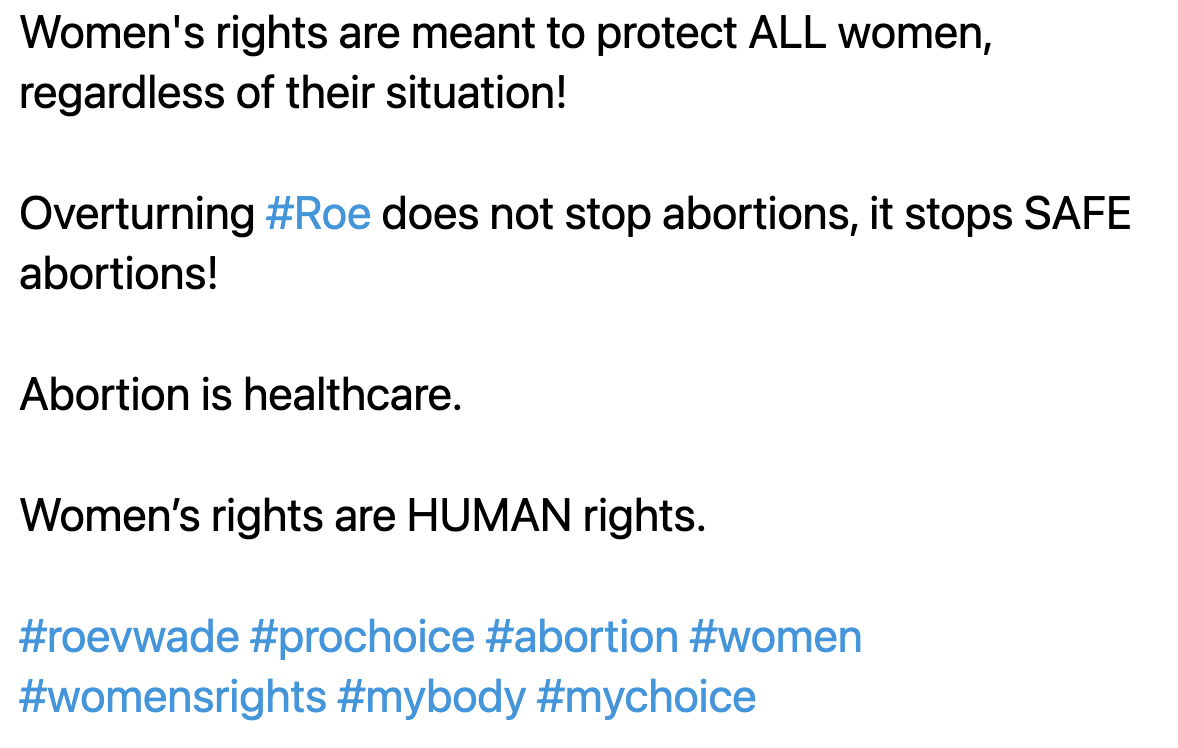 Women's rights are meant to protect ALL women,
regardless of their situation!
Overturning #Roe does not stop abortions, it stops SAFE
abortions!
Abortion is healthcare.
Women’s rights are HUMAN rights.
#roevwade #prochoice #abortion #women
#womensrights #mybody #mychoice